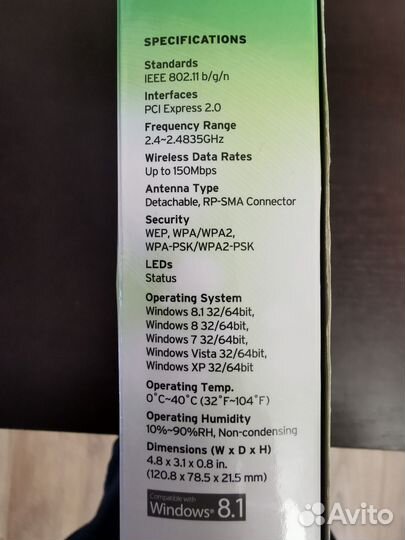 SPECIFICATIONS
Standards
IEEE 802.11 b/g/n
Interfaces
PCI Express 2.0
Frequency Range
2.4~2.4835GHz
Wireless Data Rates
Up to 150Mbps
Antenna Type
Detachable, RP-SMA Connector
Security
WEP, WPA/WPA2,
WPA-PSK/WPA2-PSK
LEDs
Status
Operating System
Windows 8.1 32/64bit,
Windows 8 32/64bit,
Windows 7 32/64bit,
Windows Vista 32/64bit,
Windows XP 32/64bit
Operating Temp.
0˚C~40˚C (32˚F~104˚F)
Operating Humidity
10%~90%RH, Non-condensing
Dimensions (W x D x H)
4.8 x 3.1 x 0.8 in.
(120.8 x 78.5 x 21.5 mm)
Compatible with
Windows® 8.1
Avito